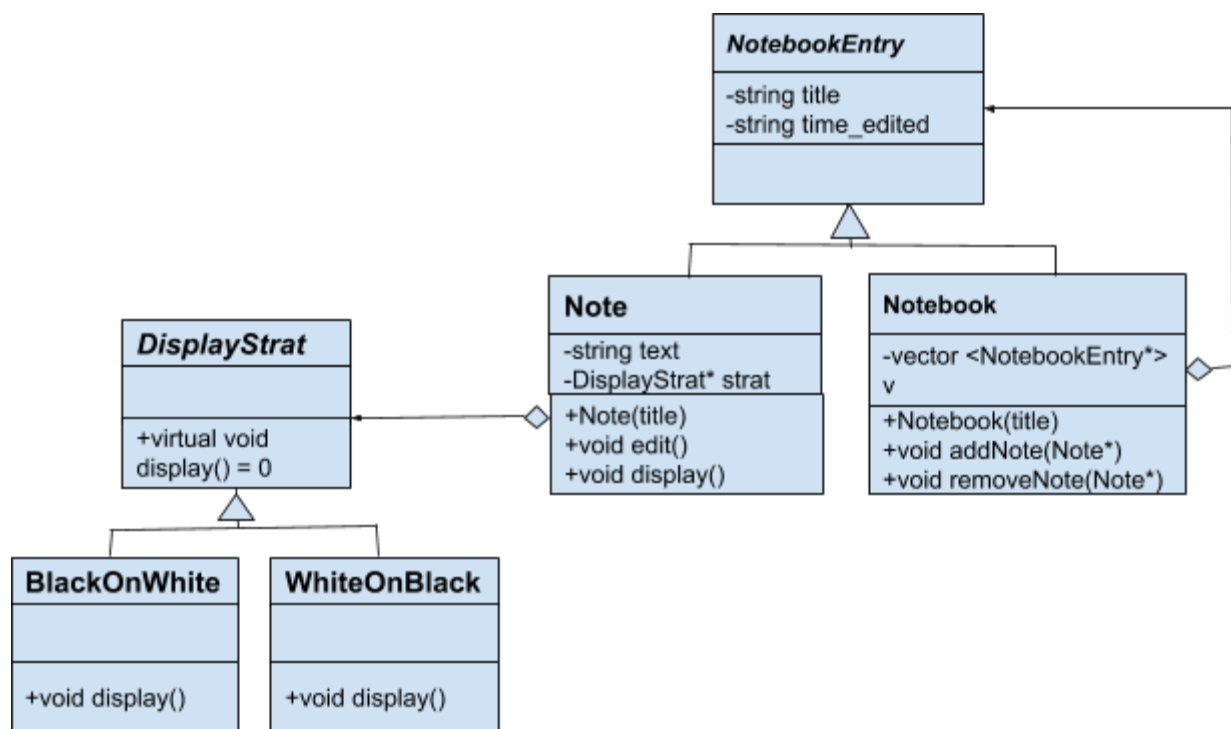 NotebookEntry
-string title
-string time_edited
Note
-string text
-DisplayStrat* strat
+Note(title)
+void edit()
+void display()
Notebook
-vector <NotebookEntry*>
v
+Notebook(title)
+void addNote(Note*)
+void removeNote(Note*)
DisplayStrat
+virtual void
display() = 0
BlackOnWhite
+void display()
WhiteOnBlack
+void display()